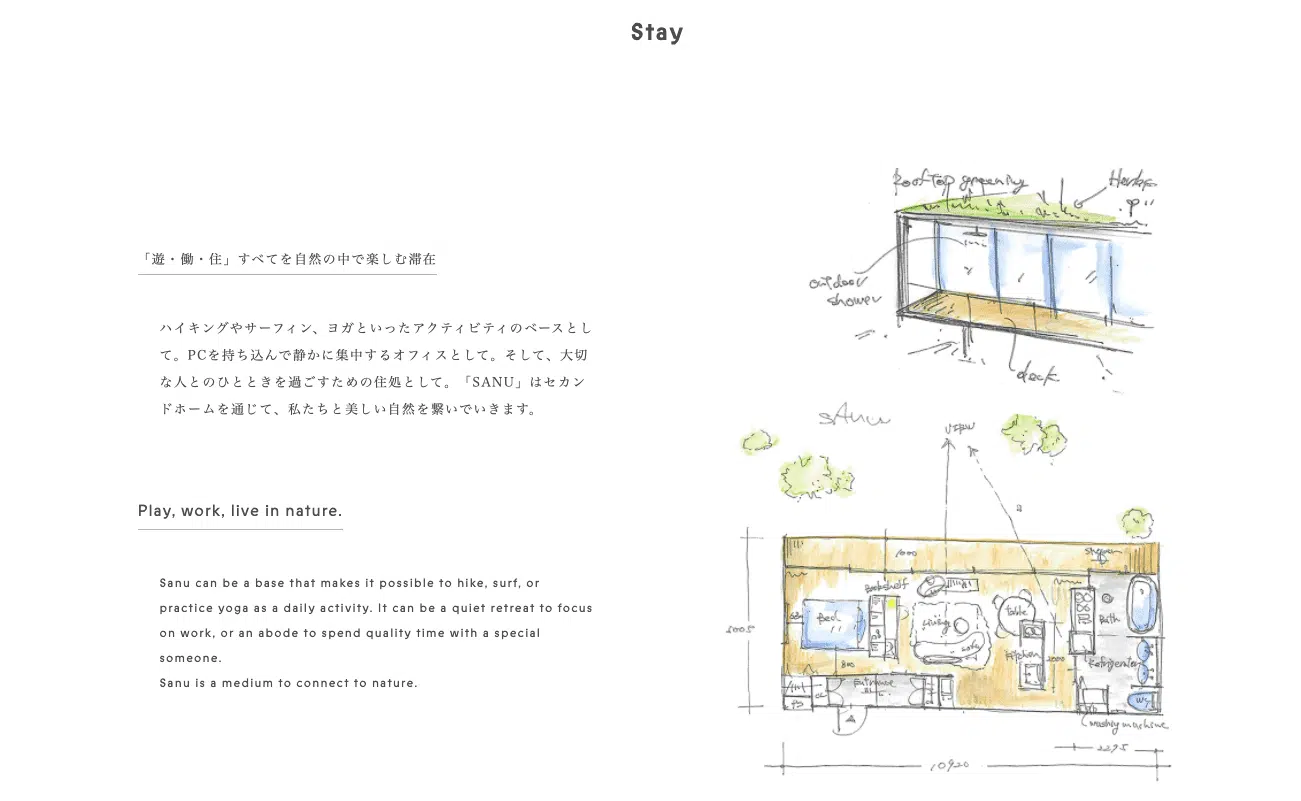 Stay
「遊・働・住」すべてを自然の中で楽しむ滞在
ハイキングやサーフィン、ヨガといったアクティビティのベースとし
て。PCを持ち込んで静かに集中するオフィスとして。そして、大切
な人とのひとときを過ごすための住処として。「SANU」はセカン
ドホームを通じて、私たちと美しい自然を繋いでいきます。
Play, work, live in nature.
Sanu can be a base that makes it possible to hike, surf, or
practice yoga as a daily activity. It can be a quiet retreat to focus
on work, or an abode to spend quality time with a special
someone.
Sanu is a medium to connect to nature.
Rooftop greening
outdoor
shower
deck
SANU
VIEW
1000
Bookshelf
Bed
Living
sofa
table
Kitchen
Bath
Refrigerator
800
2000
Entrance
WC
washing machine
2295
10920